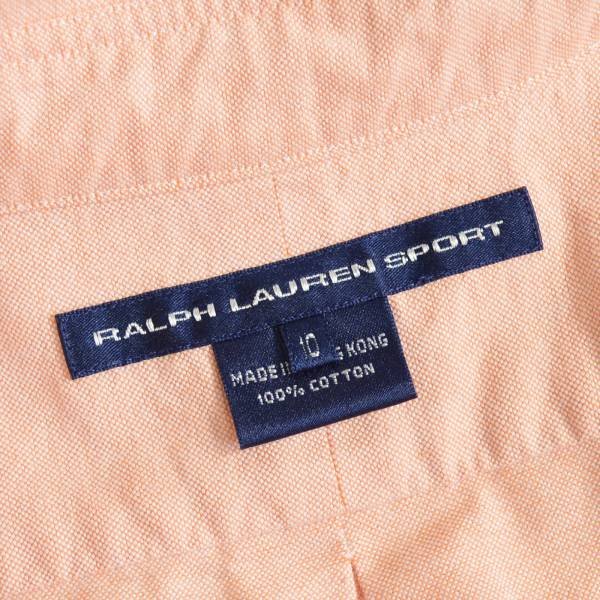 RALPH LAUREN SPORT
10
MADE KONG
100% COTTON